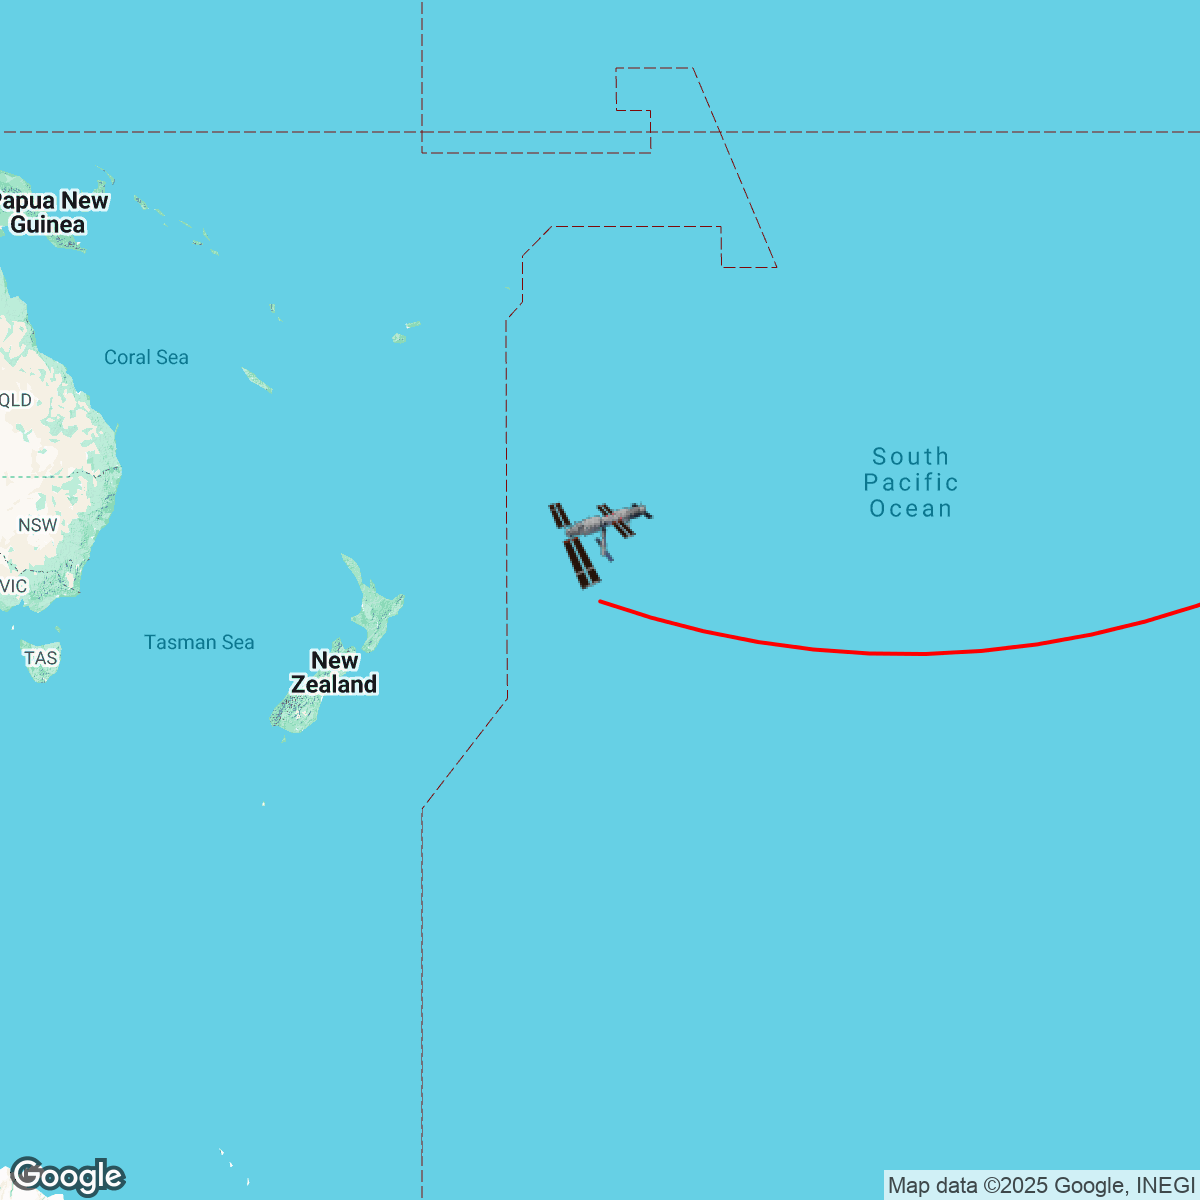 Papua New
Guinea
Coral Sea
QLD
South
Pacific
Ocean
NSW
VIC
Tasman Sea
TAS
New
Zealand
Google
Map data ©2025 Google, INEGI